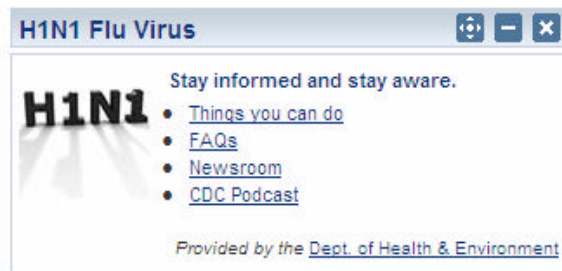 H1N1 Flu Virus
H1N1
Stay informed and stay aware.
• Things you can do
• FAQs
• Newsroom
• CDC Podcast
Provided by the Dept. of Health & Environment